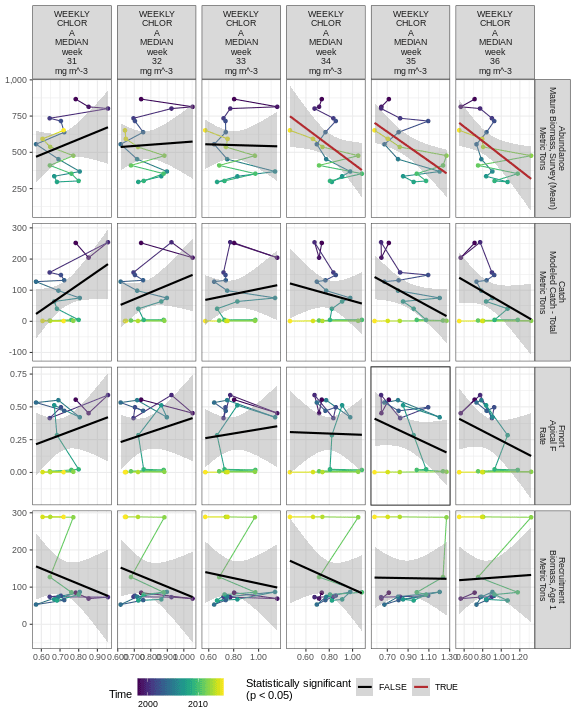 WEEKLY CHLOR A MEDIAN week 31 mg m^-3
WEEKLY CHLOR A MEDIAN week 32 mg m^-3
WEEKLY CHLOR A MEDIAN week 33 mg m^-3
WEEKLY CHLOR A MEDIAN week 34 mg m^-3
WEEKLY CHLOR A MEDIAN week 35 mg m^-3
WEEKLY CHLOR A MEDIAN week 36 mg m^-3
1,000
750
500
250
Abundance
Mature Biomass, Survey (Mean)
Metric Tons
300
200
100
0
-100
Catch
Modeled Catch - Total
Metric Tons
0.75
0.50
0.25
0.00
Fmort
Apical F
Rate
300
200
100
0
Recruitment
Biomass, Age 1
Metric Tons
0.60 0.70 0.80 0.90 0.60 0.60 1.00 0.60 0.80 1.00 0.70 0.90 1.10 1.30 0.60 0.80 1.00 1.20
Time
2000 2010
Statistically significant
(p < 0.05)
FALSE TRUE